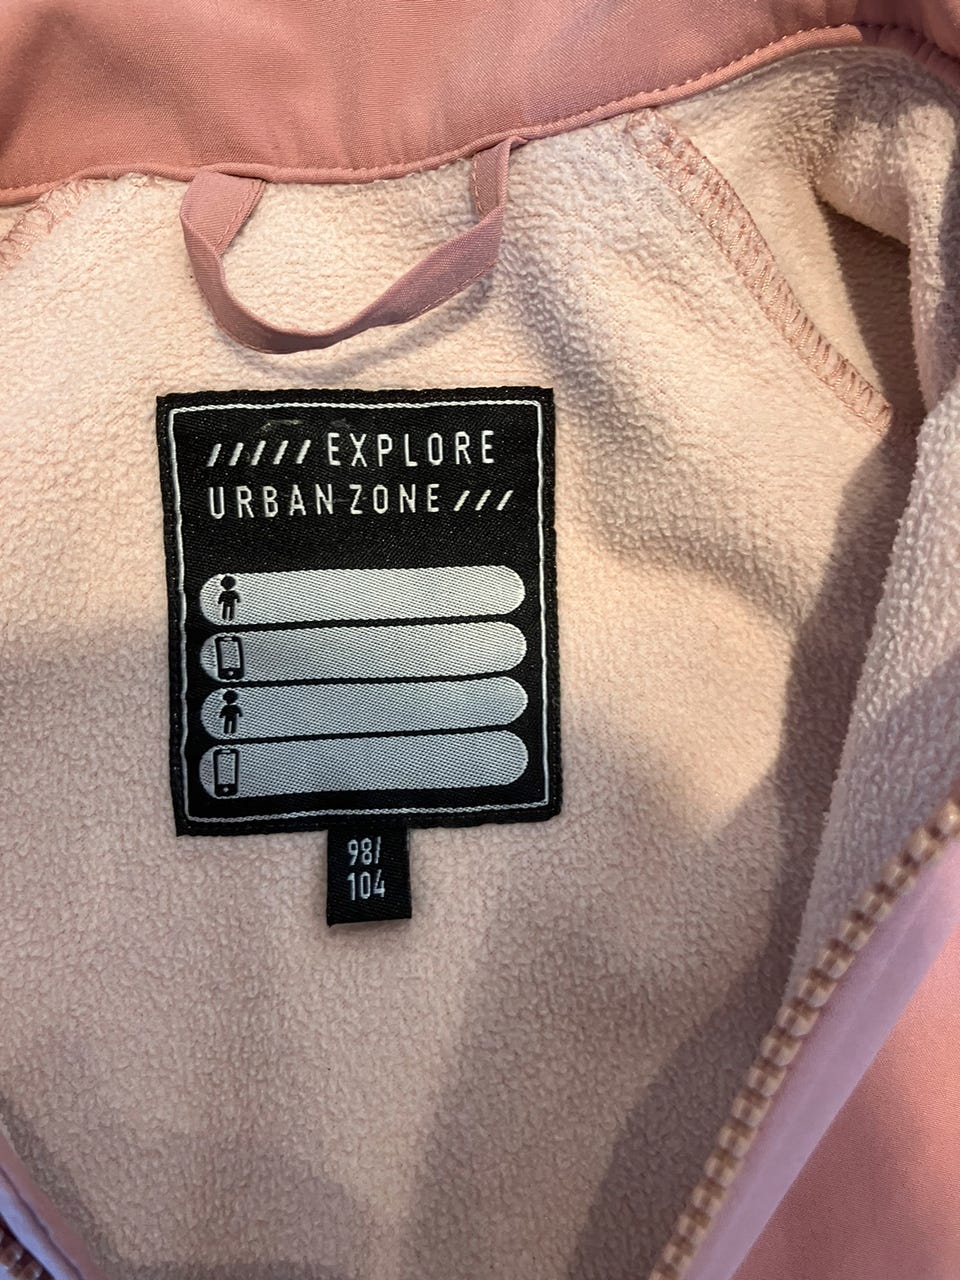 ///// EXPLORE
URBAN ZONE ///
98/
104